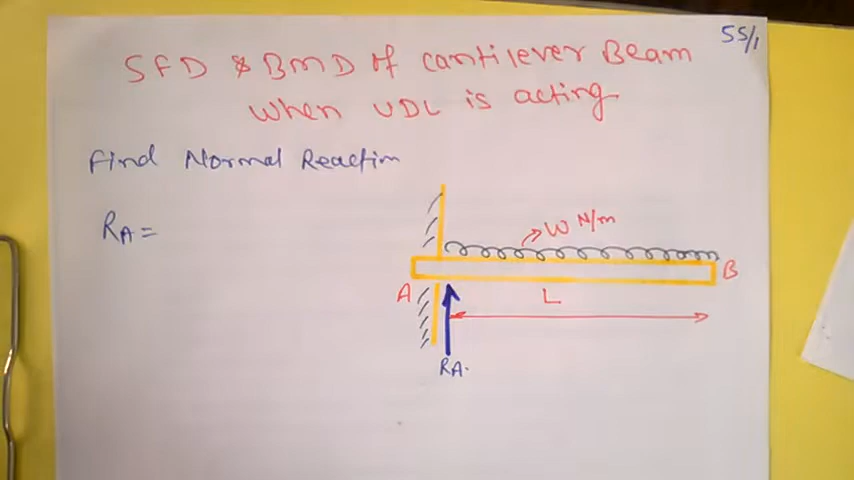 55/1
SFD & BMD Of cantilever Beam
When UDL is acting
Find Normal Reaction
RA =
W N/m
A
B
L
RA.